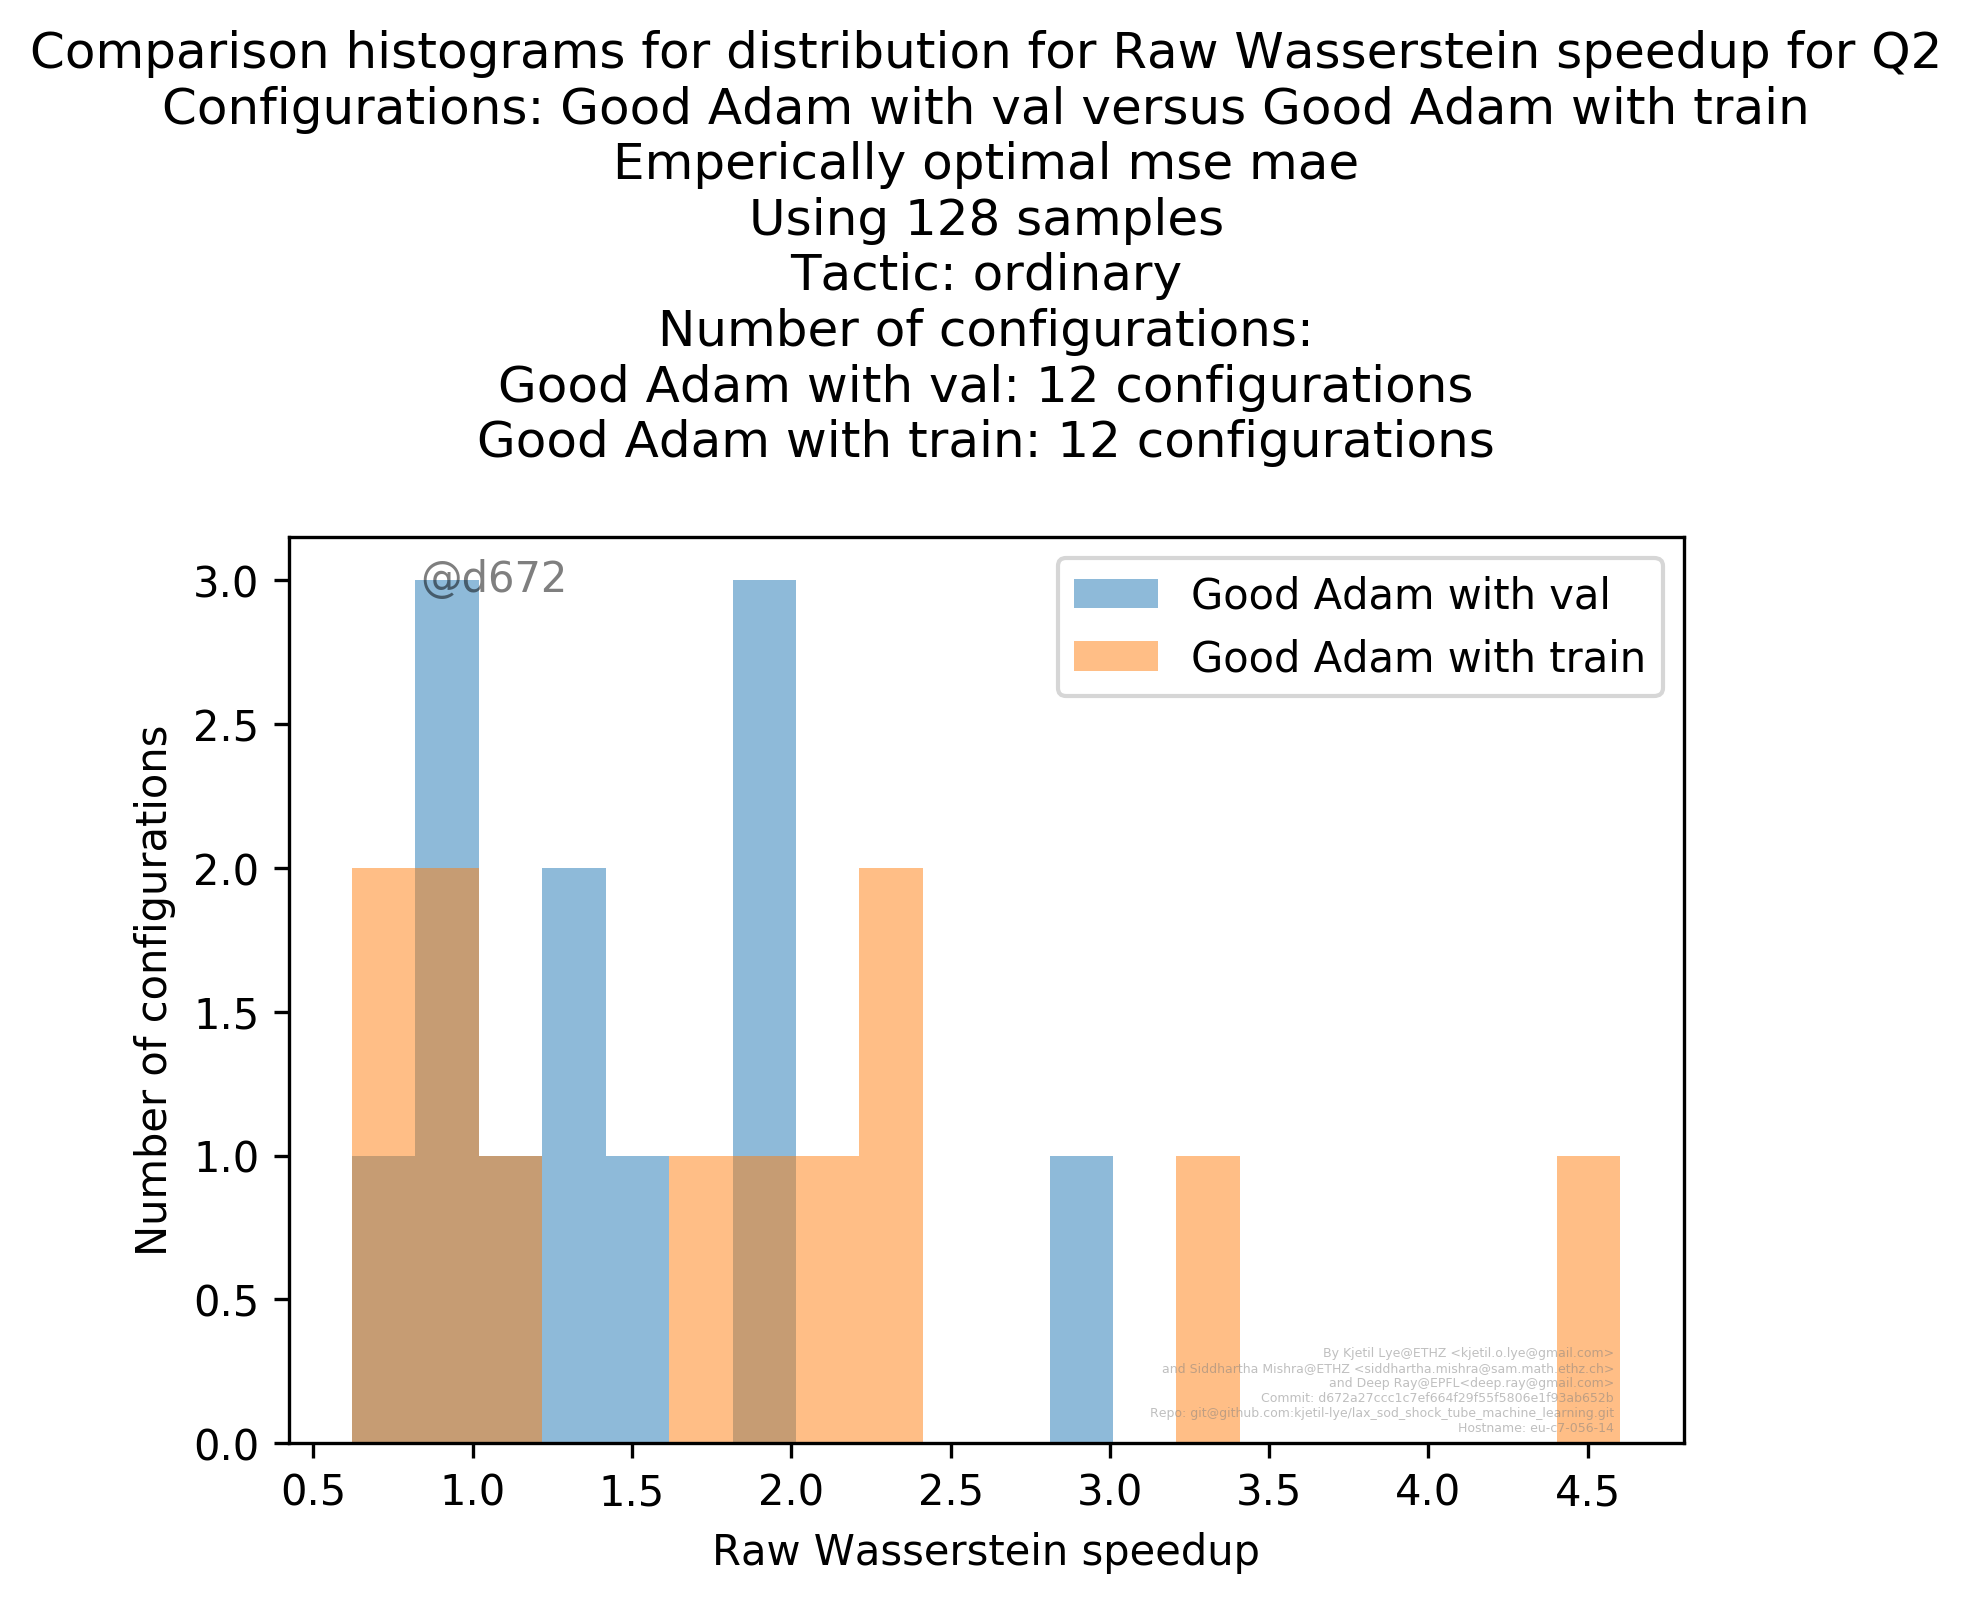 Comparison histograms for distribution for Raw Wasserstein speedup for Q2
Configurations: Good Adam with val versus Good Adam with train
Emperically optimal mse mae
Using 128 samples
Tactic: ordinary
Number of configurations:
Good Adam with val: 12 configurations
Good Adam with train: 12 configurations
@d672
Good Adam with val
Good Adam with train
3.0
2.5
2.0
1.5
1.0
0.5
0.0
Number of configurations
By Kjetil Lye@ETHZ <kjetil.o.lye@gmail.com>
and Siddhartha Mishra@ETHZ <siddhartha.mishra@sam.math.ethz.ch>
and Deep Ray@EPFL<deep.ray@gmail.com>
Commit: d672a27ccc1c7ef664f29f55f5806e1f93ab652b
Repo: git@github.com:kjetil-lye/lax_sod_shock_tube_machine_learning.git
Hostname: eu-c7-056-14
0.5 1.0 1.5 2.0 2.5 3.0 3.5 4.0 4.5
Raw Wasserstein speedup